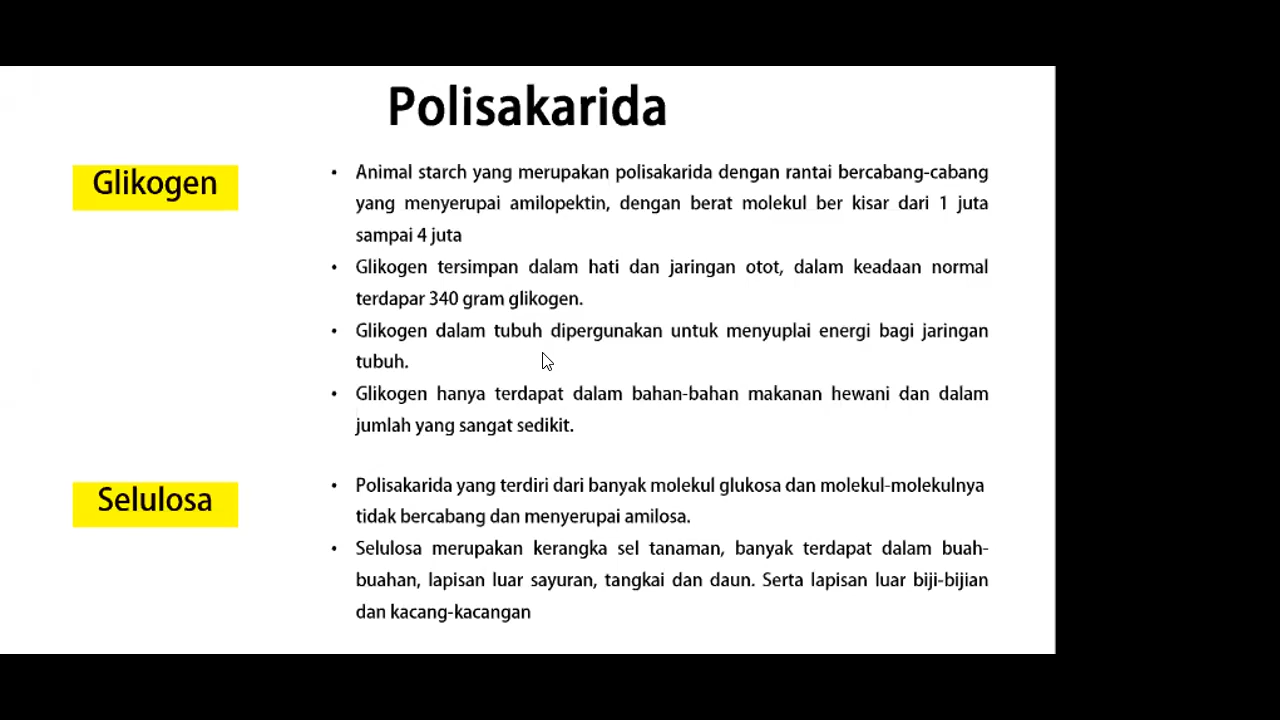 Polisakarida
Glikogen
• Animal starch yang merupakan polisakarida dengan rantai bercabang-cabang
yang menyerupai amilopektin, dengan berat molekul ber kisar dari 1 juta
sampai 4 juta
• Glikogen tersimpan dalam hati dan jaringan otot, dalam keadaan normal
terdapar 340 gram glikogen.
• Glikogen dalam tubuh dipergunakan untuk menyuplai energi bagi jaringan
tubuh.
• Glikogen hanya terdapat dalam bahan-bahan makanan hewani dan dalam
jumlah yang sangat sedikit.
Selulosa
• Polisakarida yang terdiri dari banyak molekul glukosa dan molekul-molekulnya
tidak bercabang dan menyerupai amilosa.
• Selulosa merupakan kerangka sel tanaman, banyak terdapat dalam buah-
buahan, lapisan luar sayuran, tangkai dan daun. Serta lapisan luar biji-bijian
dan kacang-kacangan